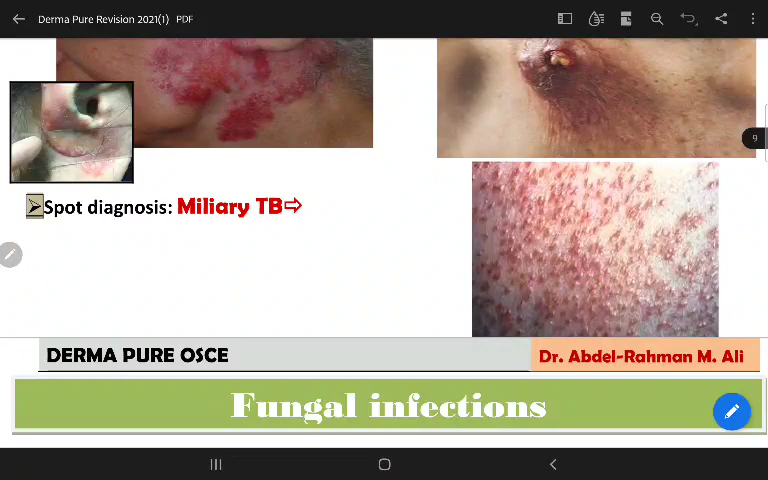 Derma Pure Revision 2021(1) PDF
9
Spot diagnosis: Miliary TB
DERMA PURE OSCE
Dr. Abdel-Rahman M. Ali
Fungal infections